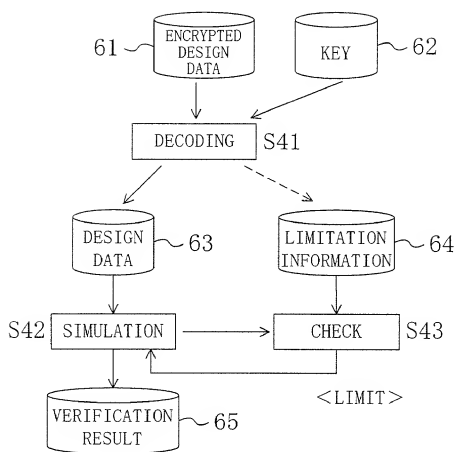 61
ENCRYPTED
DESIGN
DATA
KEY
62
DECODING
S41
DESIGN
DATA
63
LIMITATION
INFORMATION
64
S42
SIMULATION
CHECK
S43
<LIMIT>
VERIFICATION
RESULT
65